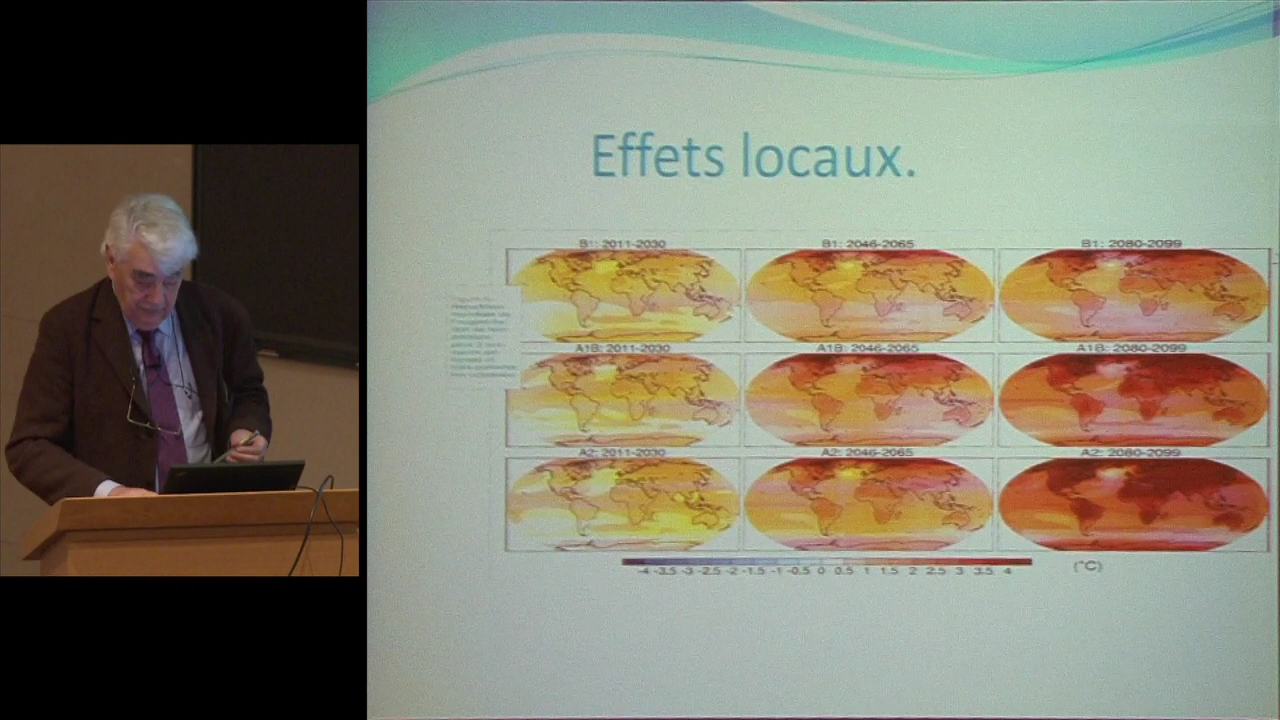 Effets locaux.
B1: 2011-2030 B1: 2046-2065 B1: 2080-2099
A1B: 2011-2030 A1B: 2046-2065 A1B: 2080-2099
A2: 2011-2030 A2: 2046-2065 A2: 2080-2099
-4 -3.5 -3 -2.5 -2 -1.5 -1 -0.5 0 0.5 1 1.5 2 2.5 3 3.5 4 (°C)